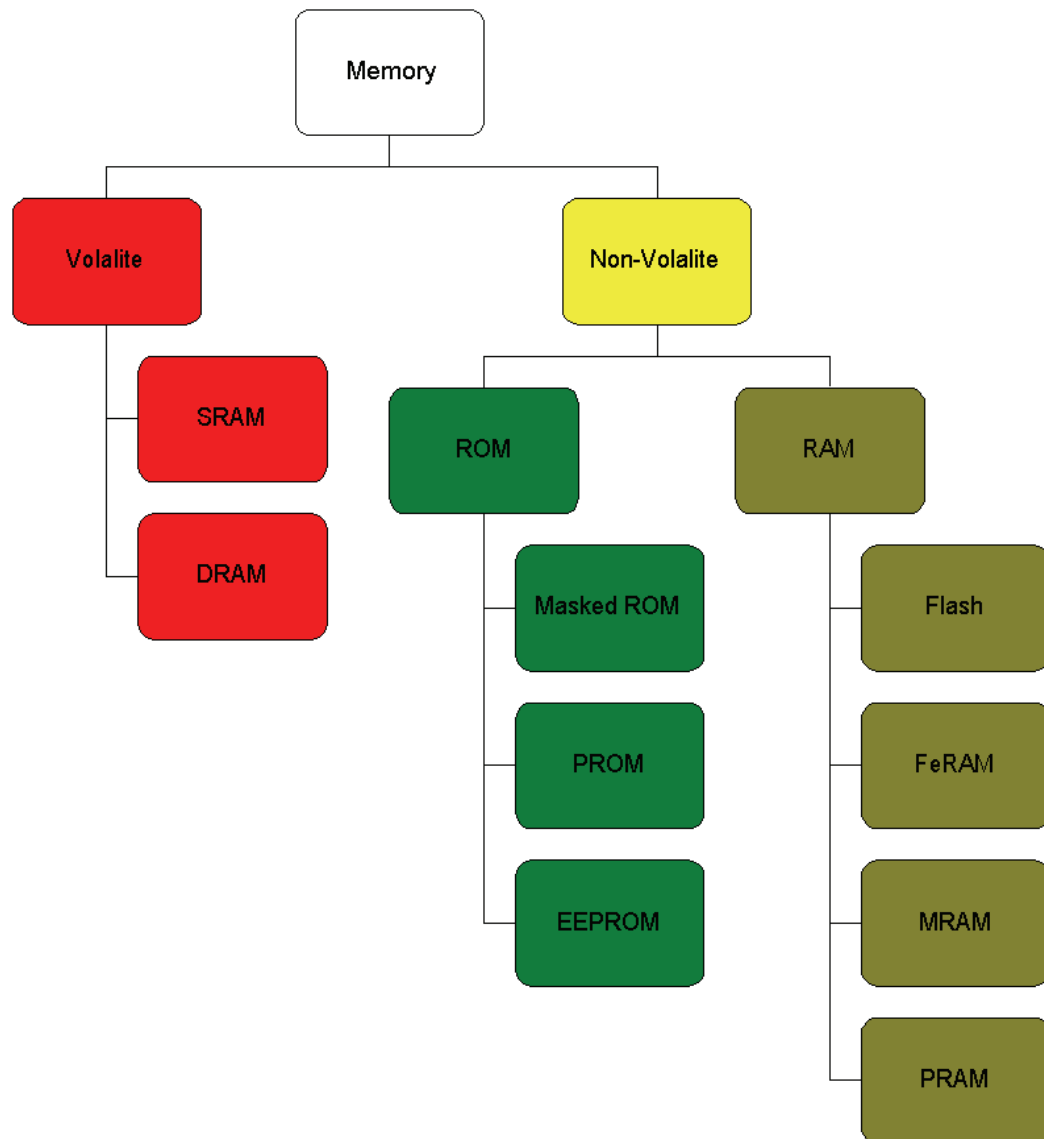 Memory
Volalite
Non-Volalite
SRAM
DRAM
ROM
RAM
Masked ROM
PROM
EEPROM
Flash
FeRAM
MRAM
PRAM